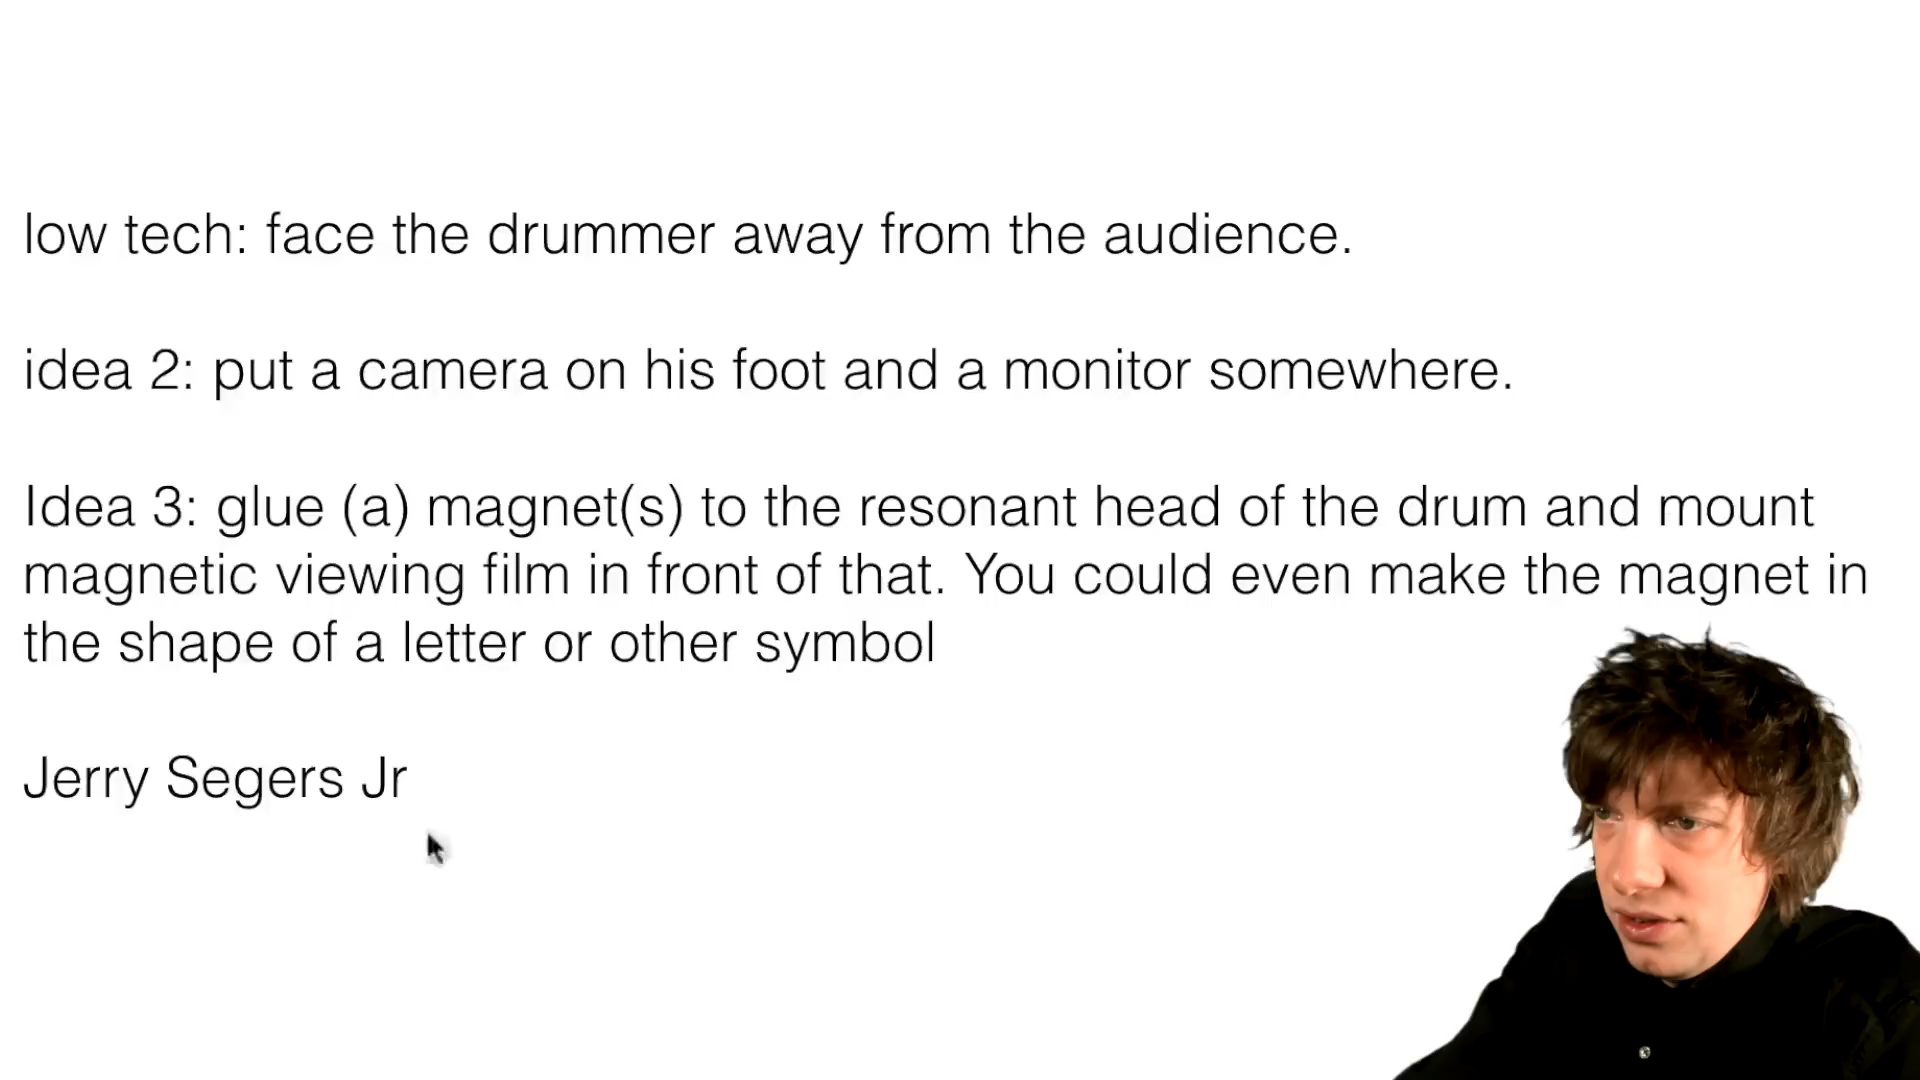 low tech: face the drummer away from the audience.
idea 2: put a camera on his foot and a monitor somewhere.
Idea 3: glue (a) magnet(s) to the resonant head of the drum and mount
magnetic viewing film in front of that. You could even make the magnet in
the shape of a letter or other symbol
Jerry Segers Jr